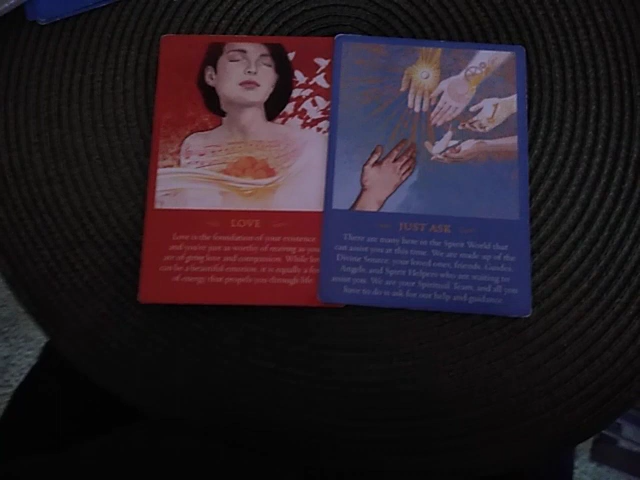 LOVE
Love is the foundation of your existence
and you're just as worthy of receiving as you
are of giving love and compassion. While
can be a beautiful emotion, it is equally a
of energy that propels you through life
JUST ASK
There are many here in the Spirit World that
can assist you at this time. We are made up of the
Divine Source, your loved ones, friends, Guides,
Angels, and Spirit Helpers who are waiting to
assist you. We are your Spiritual Team, and all you
have to do is ask for our help and guidance.